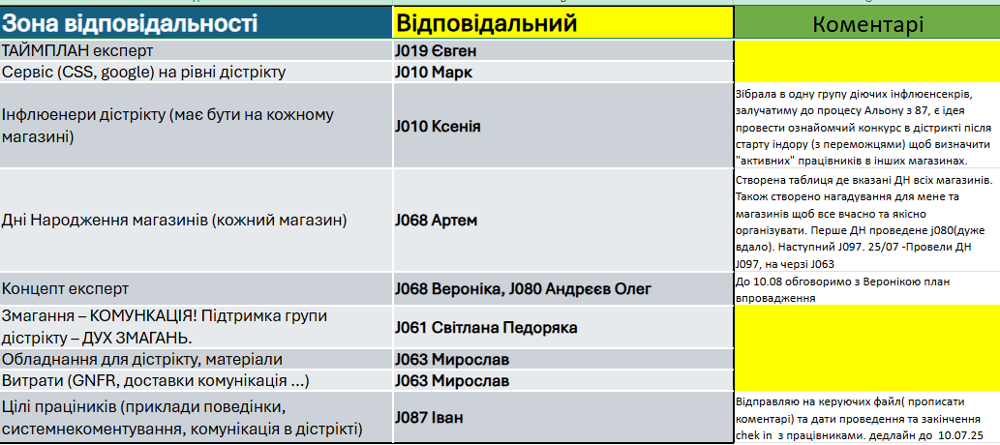 Зона відповідальності
Відповідальний
Коментарі
ТАЙМПЛАН експерт
J019 Євген
Сервіс (CSS, google) на рівні дістрікту
J010 Марк
Інфлюенери дістрікту (має бути на кожному
магазині)
J010 Ксенія
Зібрала в одну групу діючих інфлюєнсекрів,
залучатиму до процесу Альону з 87, є ідея
провести ознайомчий конкурс в дістрикті після
старту індору (з переможцями) щоб визначити
"активних" працівників в інших магазинах.
Дні Народження магазинів (кожний магазин)
J068 Артем
Створена таблиця де вказані ДН всіх магазинів.
Також створено нагадування для мене та
магазинів щоб все вчасно та якісно
організувати. Перше ДН проведене j080(дуже
вдало). Наступний J097. 25/07 -Провели ДН
J097, на черзі J063
Концепт експерт
J068 Вероніка, J080 Андрєєв Олег
До 10.08 обговоримо з Веронікою план
впровадження
Змагання – КОМУНКАЦІЯ! Підтримка групи
дістрікту – ДУХ ЗМАГАНЬ.
J061 Світлана Педоряка
Обладнання для дістрікту, матеріали
J063 Мирослав
Витрати (GNFR, доставки комунікація ...)
J063 Мирослав
Цілі праціників (приклади поведінки,
системнекоментування, комунікація в дістрікті)
J087 Іван
Відправляю на керуючих файл( прописати
коментарі) та дати проведення та закінчення
chek in  з працівниками. дедлайн до  10.07.25